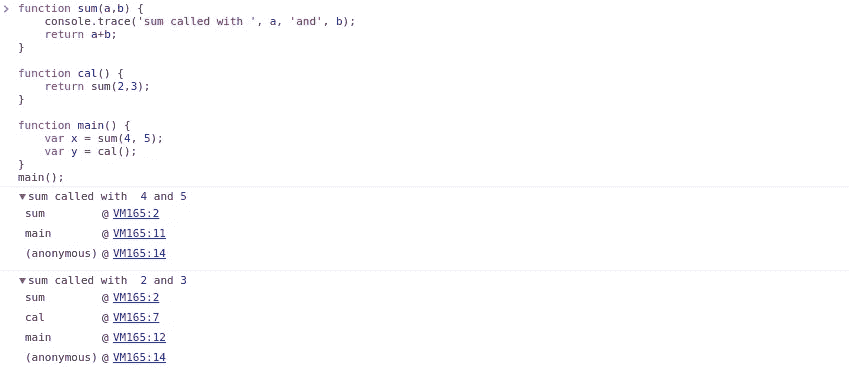 function sum(a,b) {
    console.trace('sum called with ', a, 'and', b);
    return a+b;
}

function cal() {
    return sum(2,3);
}

function main() {
    var x = sum(4, 5);
    var y = cal();
}
main();
sum called with  4 and 5
sum @ VM165:2
main @ VM165:11
(anonymous) @ VM165:14
sum called with  2 and 3
sum @ VM165:2
cal @ VM165:7
main @ VM165:12
(anonymous) @ VM165:14